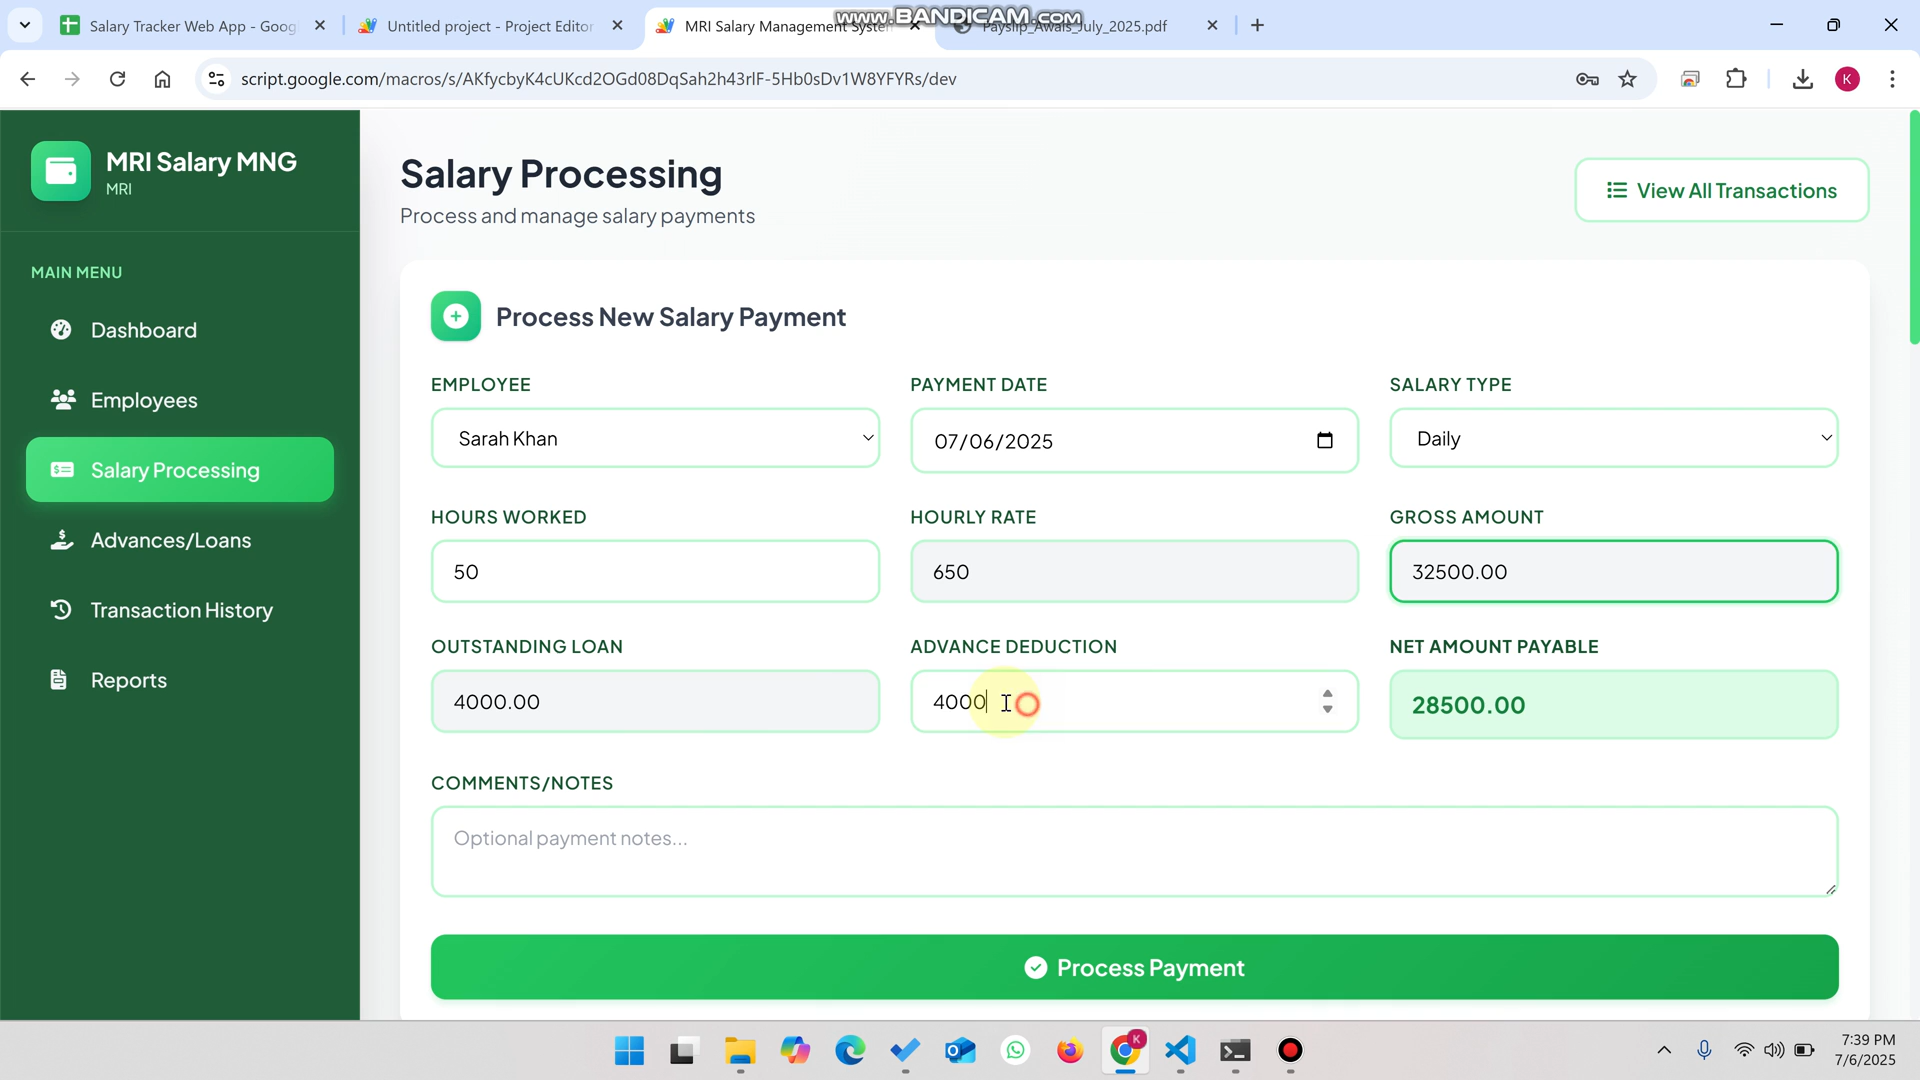 www.BANDICAM.com
Salary Tracker Web App - Goog
Untitled project - Project Editor
MRI Salary Management System
Payslip_Awais_July_2025.pdf
script.google.com/macros/s/AKfycbyK4cUKcd2OGd08DqSah2h43rlF-5Hb0sDv1W8YFYRs/dev
K
MRI Salary MNG
MRI
MAIN MENU
Dashboard
Employees
Salary Processing
Advances/Loans
Transaction History
Reports
Salary Processing
Process and manage salary payments
View All Transactions
Process New Salary Payment
EMPLOYEE
PAYMENT DATE
SALARY TYPE
Sarah Khan
07/06/2025
Daily
HOURS WORKED
HOURLY RATE
GROSS AMOUNT
50
650
32500.00
OUTSTANDING LOAN
ADVANCE DEDUCTION
NET AMOUNT PAYABLE
4000.00
4000
28500.00
COMMENTS/NOTES
Optional payment notes...
Process Payment
K
7:39 PM
7/6/2025